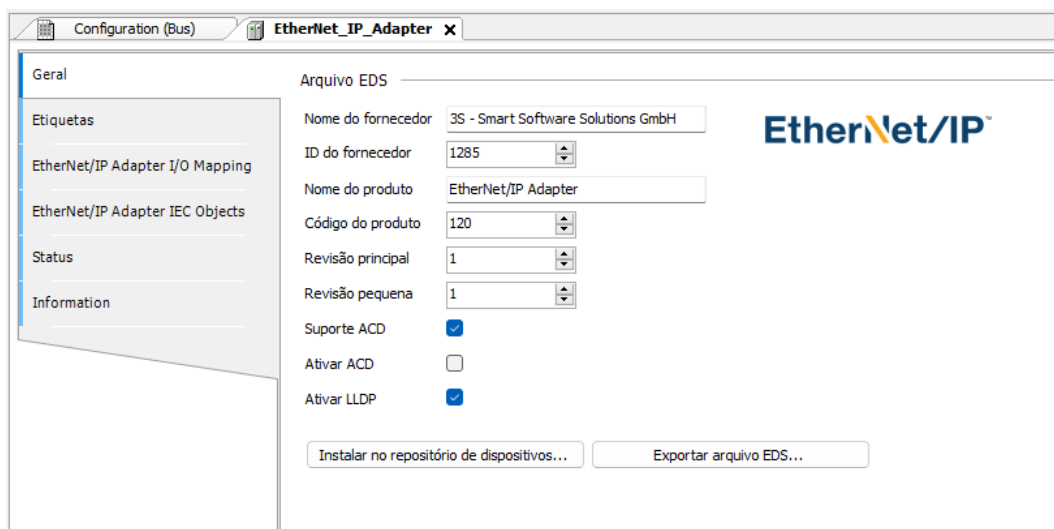 Configuration (Bus)
EtherNet_IP_Adapter
Geral
Etiquetas
EtherNet/IP Adapter I/O Mapping
EtherNet/IP Adapter IEC Objects
Status
Information
Arquivo EDS
Nome do fornecedor 3S - Smart Software Solutions GmbH
ID do fornecedor 1285
Nome do produto EtherNet/IP Adapter
Código do produto 120
Revisão principal 1
Revisão pequena 1
Suporte ACD
Ativar ACD
Ativar LLDP
EtherNet/IP™
Instalar no repositório de dispositivos... Exportar arquivo EDS...